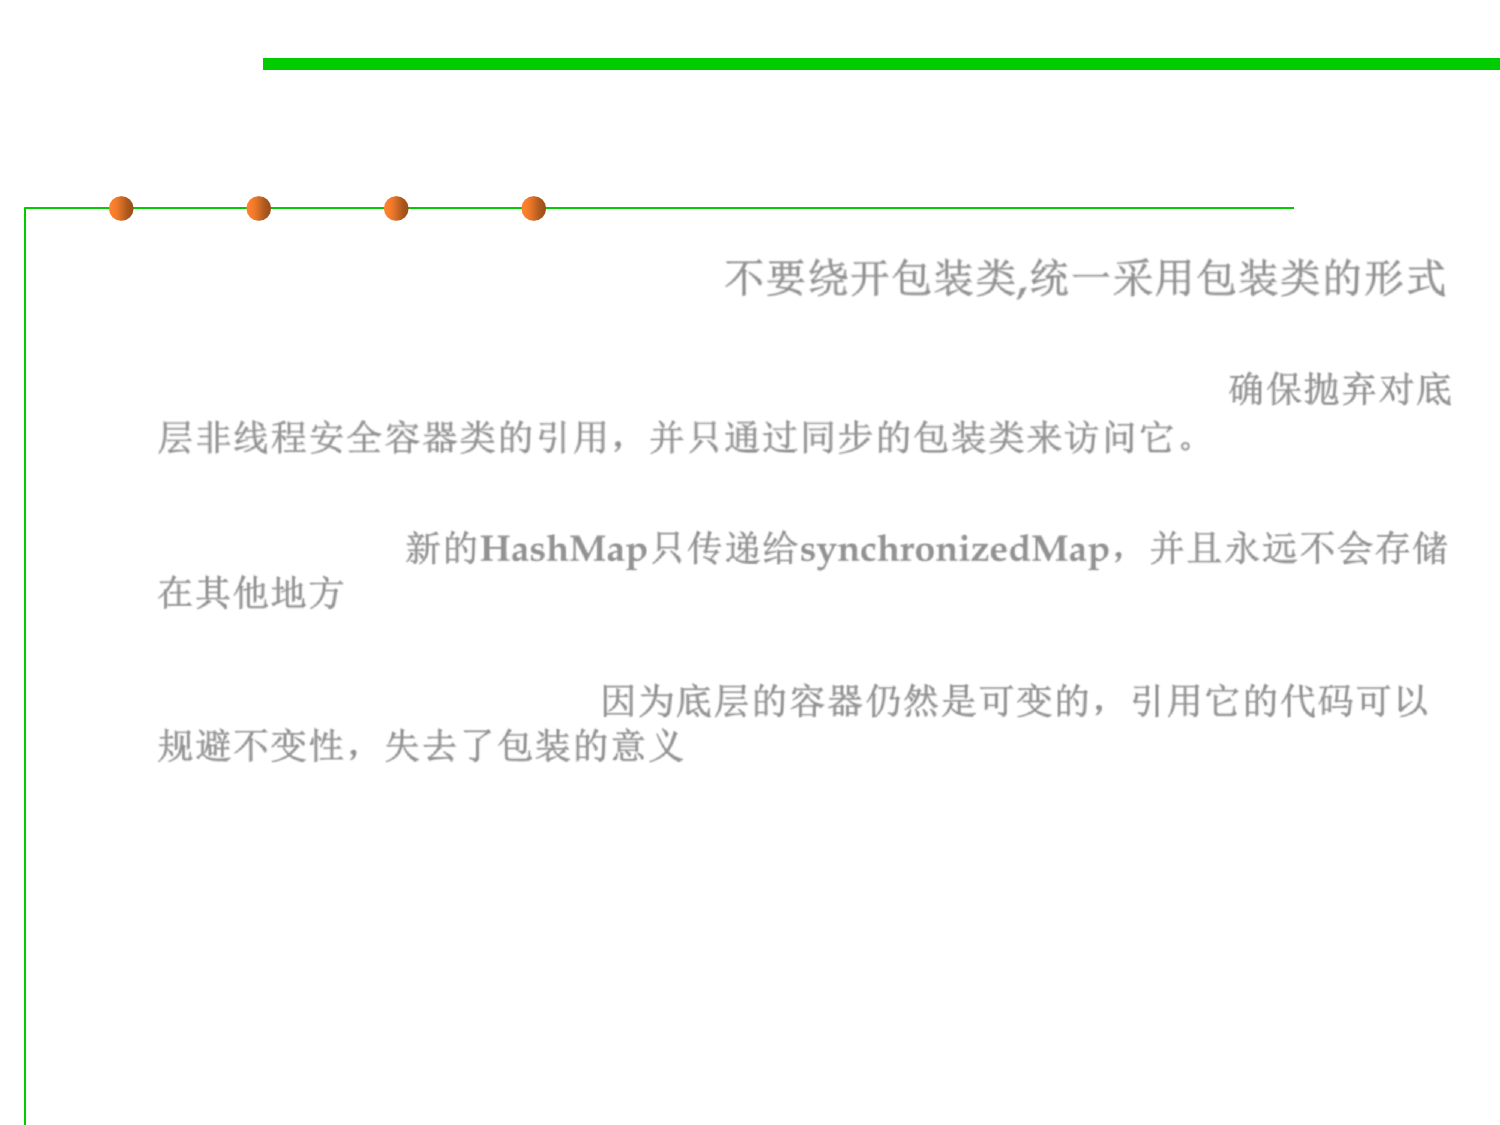 不要绕开包装类,统一采用包装类的形式
确保抛弃对底
层非线程安全容器类的引用，并只通过同步的包装类来访问它。
新的HashMap只传递给synchronizedMap，并且永远不会存储
在其他地方
因为底层的容器仍然是可变的，引用它的代码可以
规避不变性，失去了包装的意义